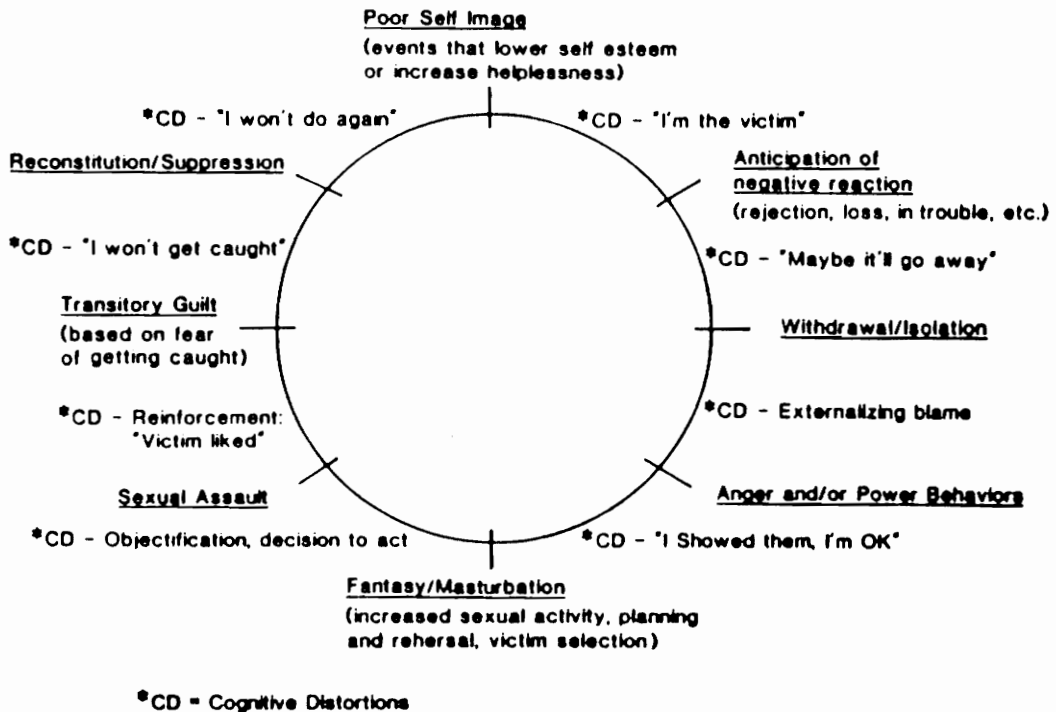 Poor Self Image
(events that lower self esteem
or increase helplessness)
*CD - "I'm the victim"
Anticipation of
negative reaction
(rejection, loss, in trouble, etc.)
*CD - "Maybe it'll go away"
Withdrawal/Isolation
*CD - Externalizing blame
Anger and/or Power Behaviors
*CD - "I Showed them, I'm OK"
Fantasy/Masturbation
(increased sexual activity, planning
and rehersal, victim selection)
*CD - Objectification, decision to act
Sexual Assault
*CD - Reinforcement:
"Victim liked"
Transitory Guilt
(based on fear
of getting caught)
*CD - "I won't get caught"
Reconstitution/Suppression
*CD - "I won't do again"
*CD = Cognitive Distortions